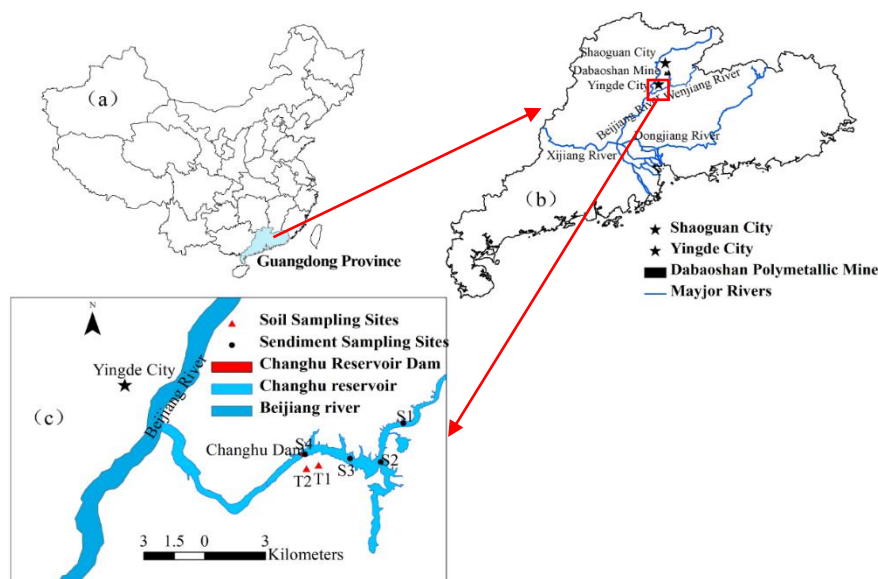 (a)
Guangdong Province
Shaoguan City
Dabaoshan Mine
Yingde City
Beijiang River
Wenjiang River
Dongjiang River
Xijiang River
(b)
Shaoguan City
Yingde City
Dabaoshan Polymetallic Mine
Mayjor Rivers
N
Soil Sampling Sites
Sendiment Sampling Sites
Changhu Reservoir Dam
Changhu reservoir
Beijiang river
Yingde City
Beijiang River
(c)
S1
Changhu Dam
S4
S3
S2
T2
T1
3 1.5 0 3
Kilometers